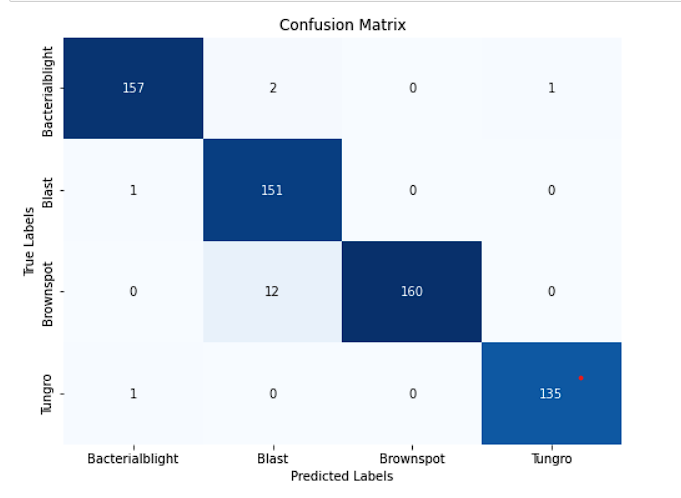 Confusion Matrix
True Labels
Bacterialblight
157 2 0 1
Blast
1 151 0 0
Brownspot
0 12 160 0
Tungro
1 0 0 135
Bacterialblight Blast Brownspot Tungro
Predicted Labels